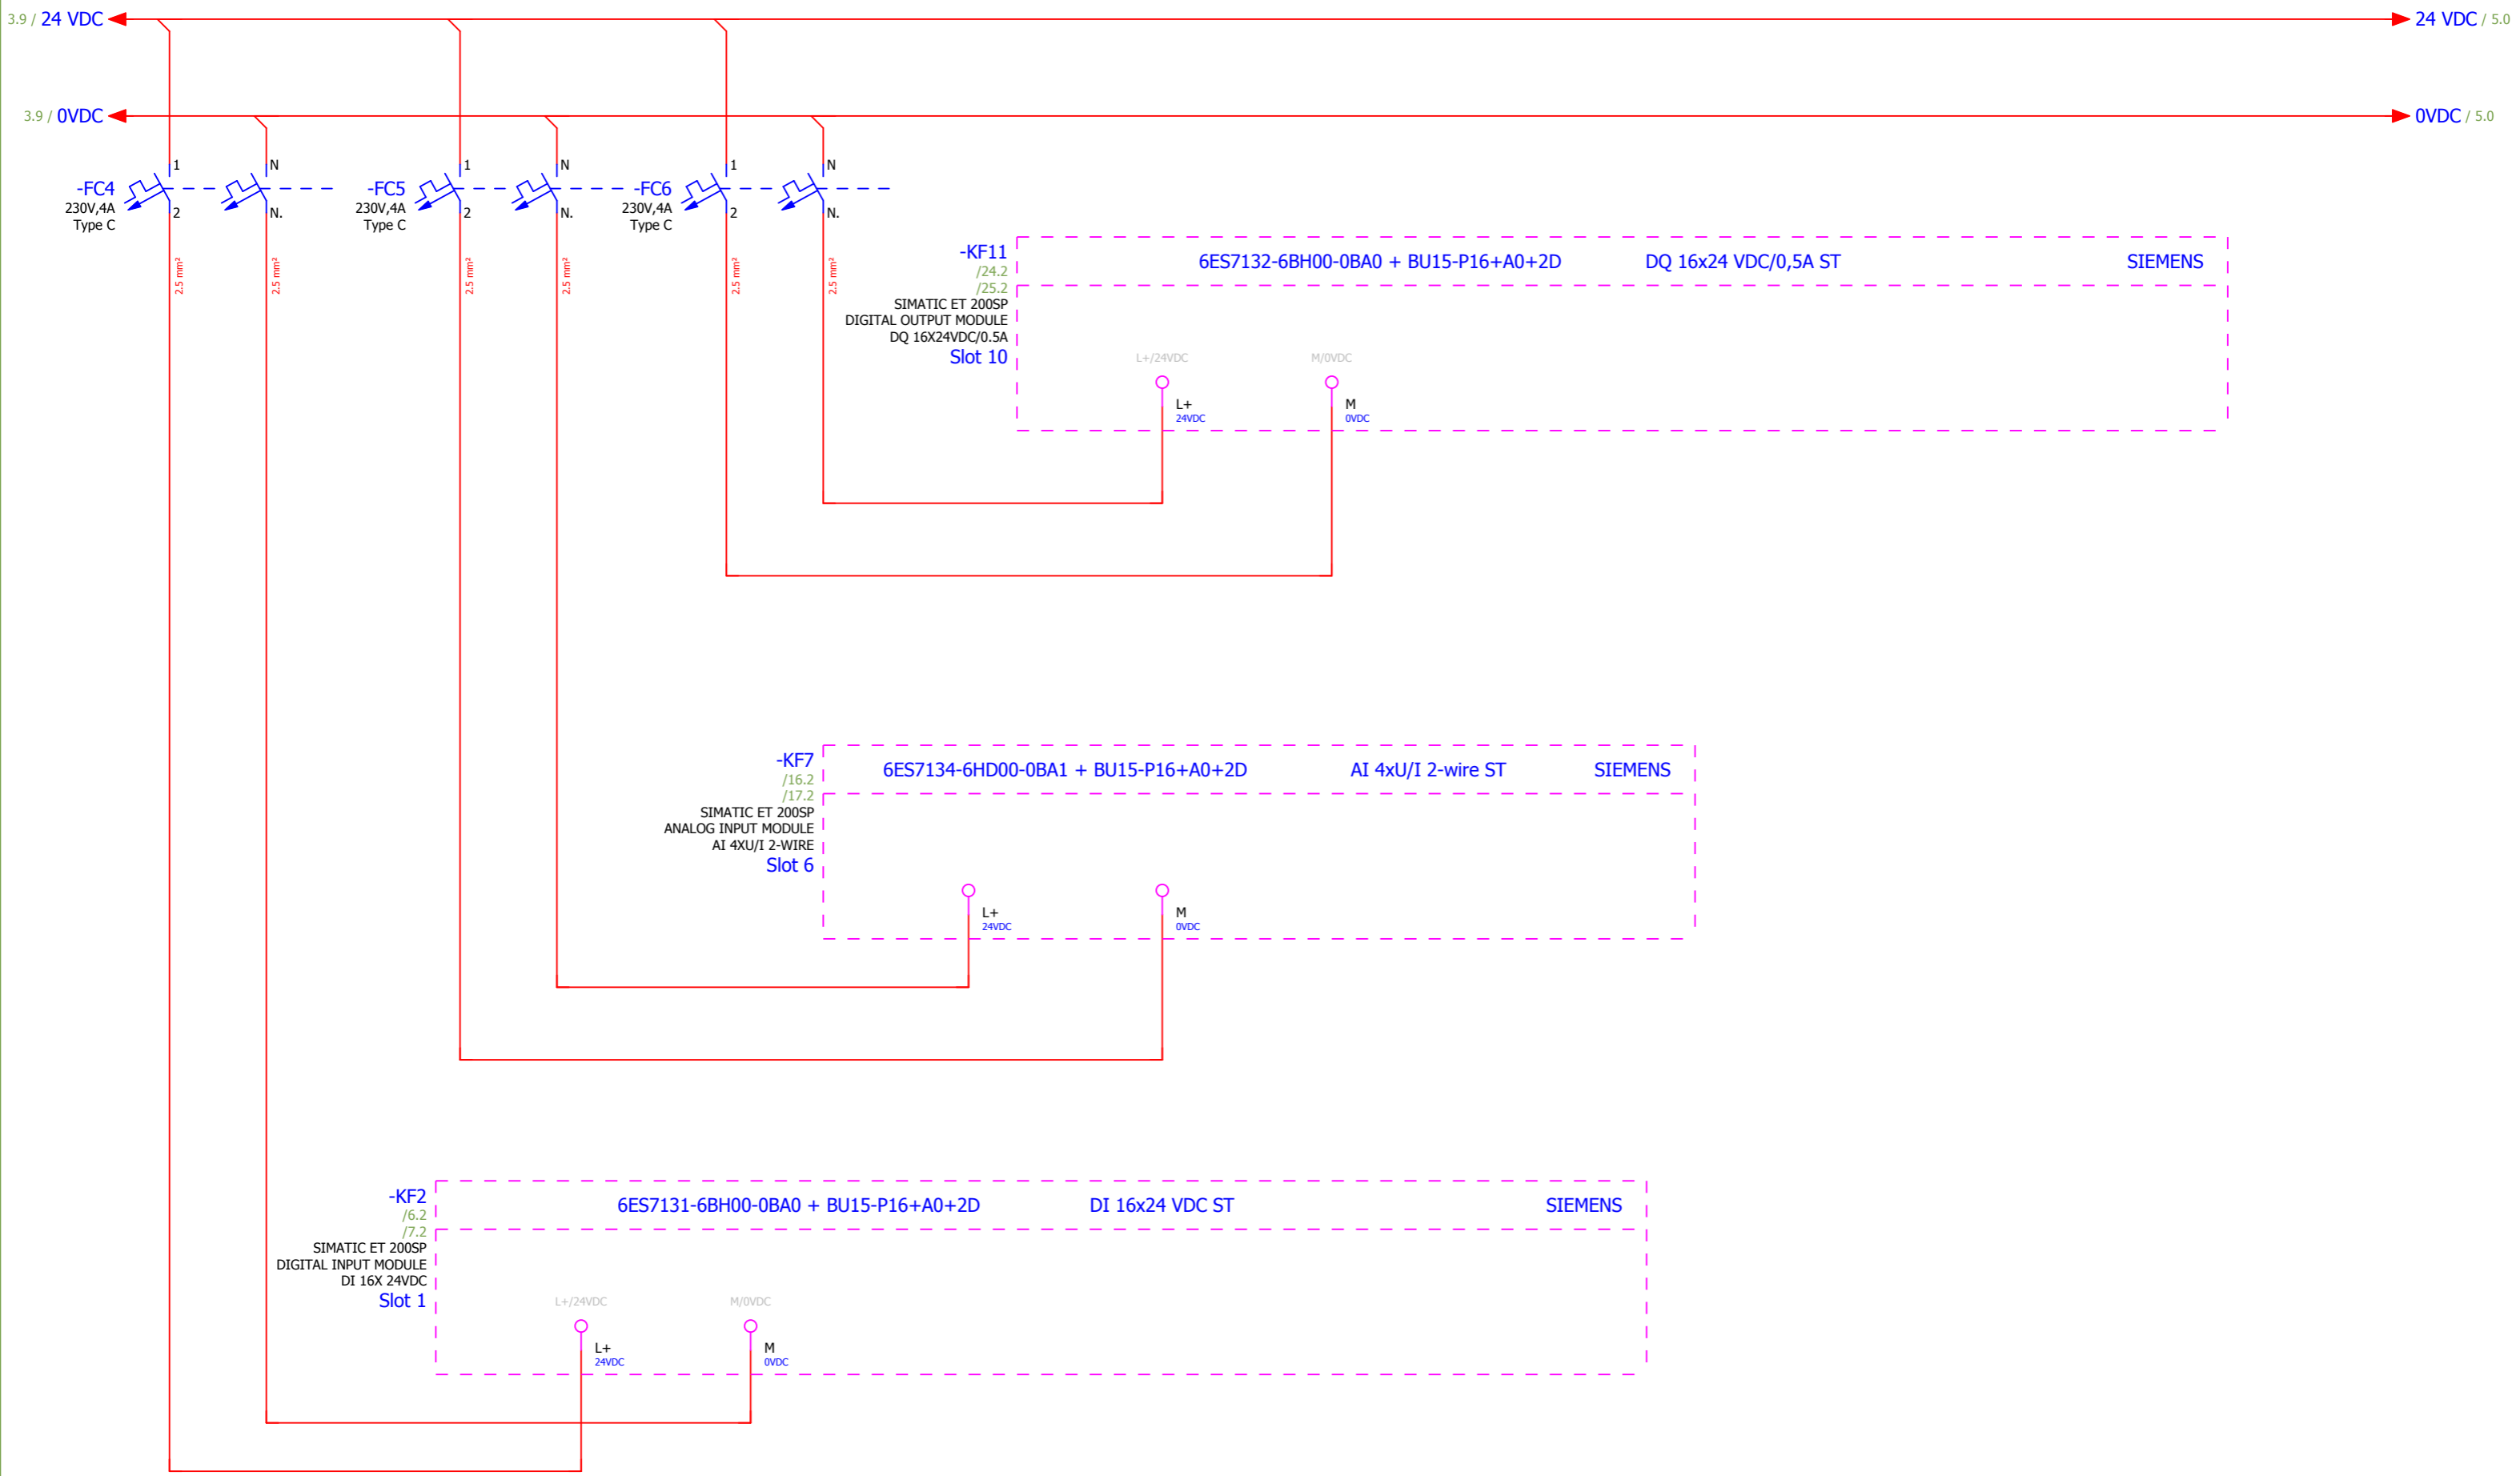 3.9 / 24 VDC
24 VDC / 5.0
3.9 / 0VDC
0VDC / 5.0
-FC4
230V,4A
Type C
1
2
N
N.
2.5 mm²
2.5 mm²
-FC5
230V,4A
Type C
1
2
N
N.
2.5 mm²
2.5 mm²
-FC6
230V,4A
Type C
1
2
N
N.
2.5 mm²
2.5 mm²
-KF11
/24.2
/25.2
SIMATIC ET 200SP
DIGITAL OUTPUT MODULE
DQ 16X24VDC/0.5A
Slot 10
6ES7132-6BH00-0BA0 + BU15-P16+A0+2D
DQ 16x24 VDC/0,5A ST
SIEMENS
L+/24VDC
M/0VDC
L+
24VDC
M
0VDC
-KF7
/16.2
/17.2
SIMATIC ET 200SP
ANALOG INPUT MODULE
AI 4XU/I 2-WIRE
Slot 6
6ES7134-6HD00-0BA1 + BU15-P16+A0+2D
AI 4xU/I 2-wire ST
SIEMENS
L+
24VDC
M
0VDC
-KF2
/6.2
/7.2
SIMATIC ET 200SP
DIGITAL INPUT MODULE
DI 16X 24VDC
Slot 1
6ES7131-6BH00-0BA0 + BU15-P16+A0+2D
DI 16x24 VDC ST
SIEMENS
L+/24VDC
M/0VDC
L+
24VDC
M
0VDC